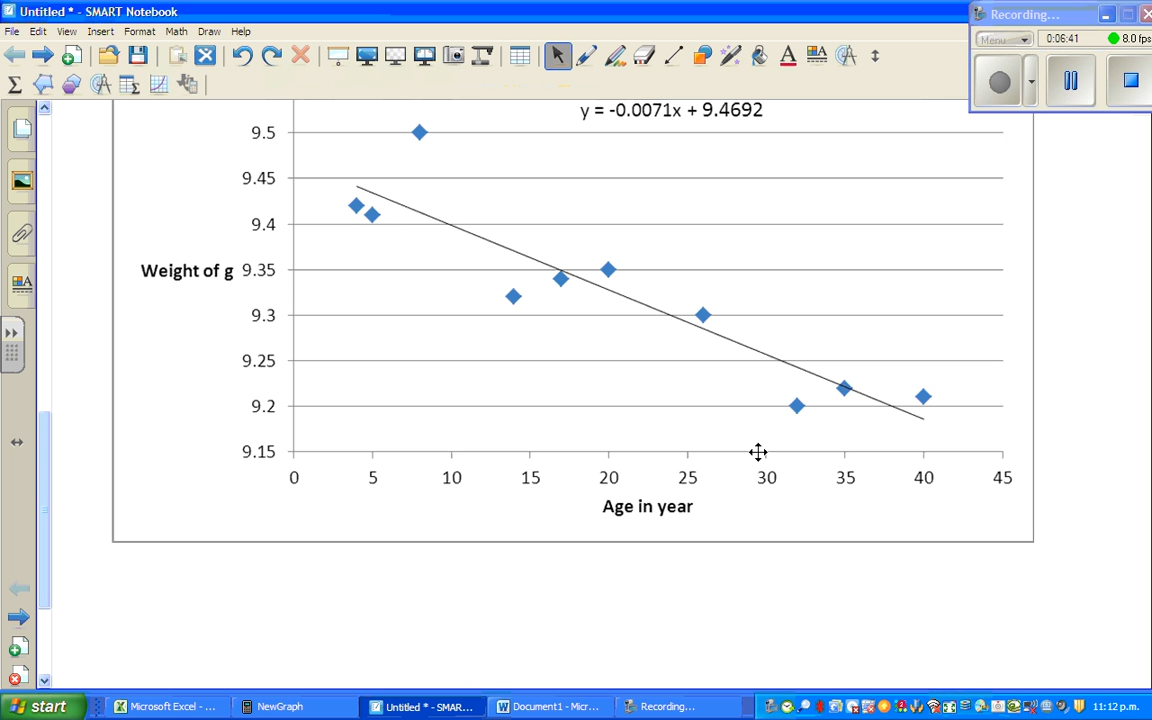 Untitled * - SMART Notebook
Recording...
File Edit View Insert Format Math Draw Help
Menu
0:06:41
8.0 fps
y = -0.0071x + 9.4692
9.5
9.45
9.4
Weight of g 9.35
9.3
9.25
9.2
9.15
0 5 10 15 20 25 30 35 40 45
Age in year
start
Microsoft Excel - ...
NewGraph
Untitled * - SMAR...
Document1 - Micr...
Recording...
11:12 p.m.